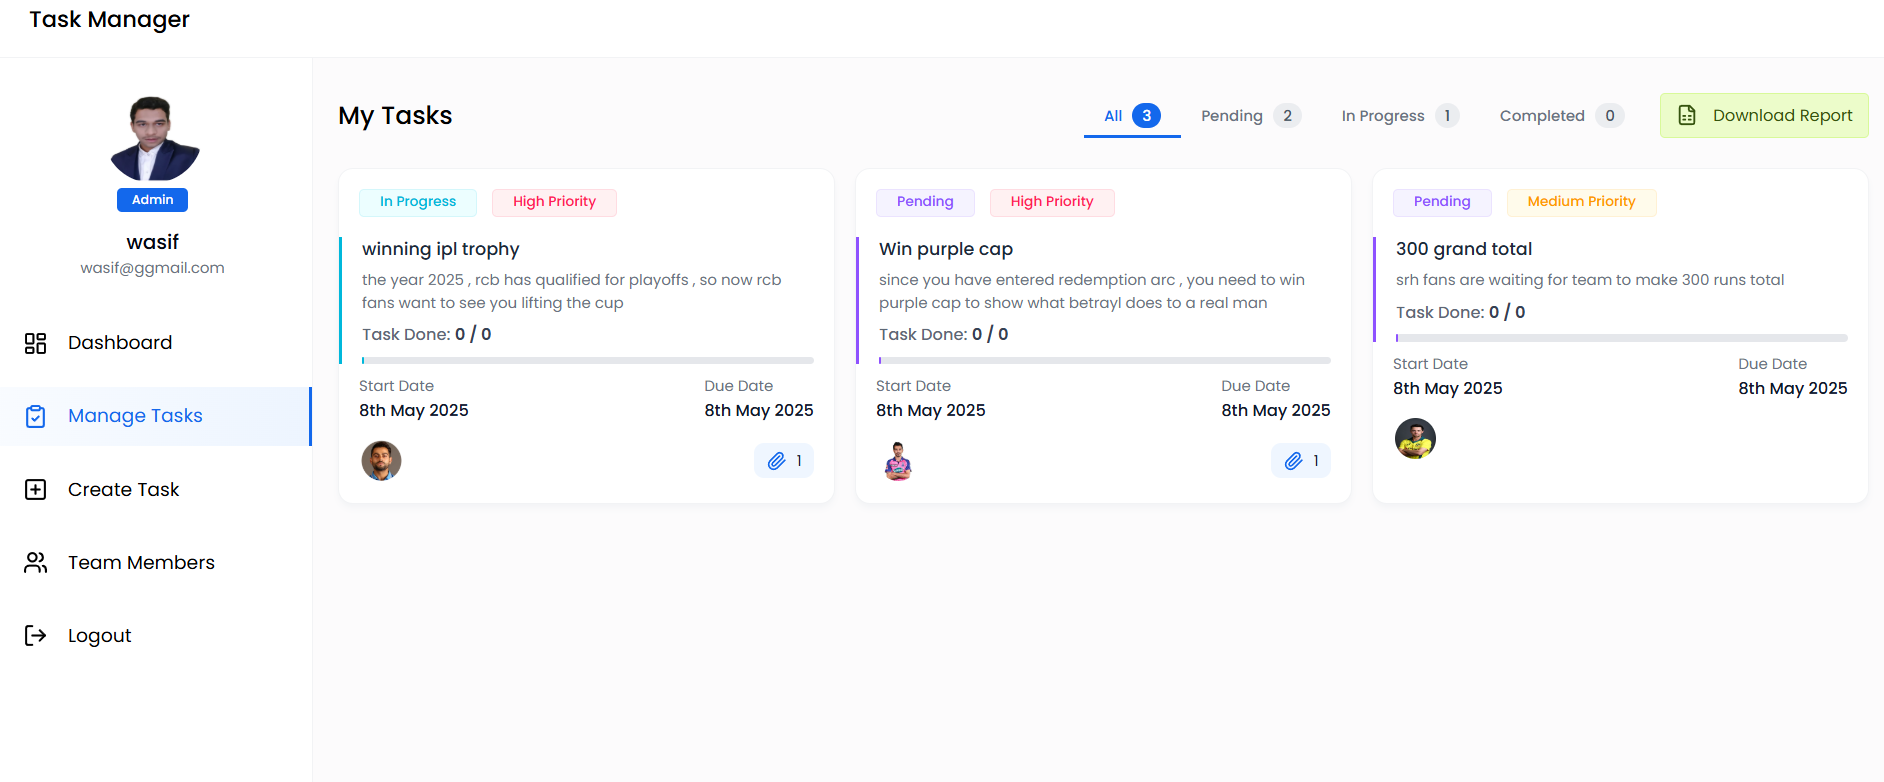 Task Manager
Admin
wasif
wasif@ggmail.com
Dashboard
Manage Tasks
Create Task
Team Members
Logout
My Tasks
All 3 Pending 2 In Progress 1 Completed 0 Download Report
In Progress High Priority
winning ipl trophy
the year 2025 , rcb has qualified for playoffs , so now rcb
fans want to see you lifting the cup
Task Done: 0 / 0
Start Date Due Date
8th May 2025 8th May 2025
1
Pending High Priority
Win purple cap
since you have entered redemption arc , you need to win
purple cap to show what betrayl does to a real man
Task Done: 0 / 0
Start Date Due Date
8th May 2025 8th May 2025
1
Pending Medium Priority
300 grand total
srh fans are waiting for team to make 300 runs total
Task Done: 0 / 0
Start Date Due Date
8th May 2025 8th May 2025